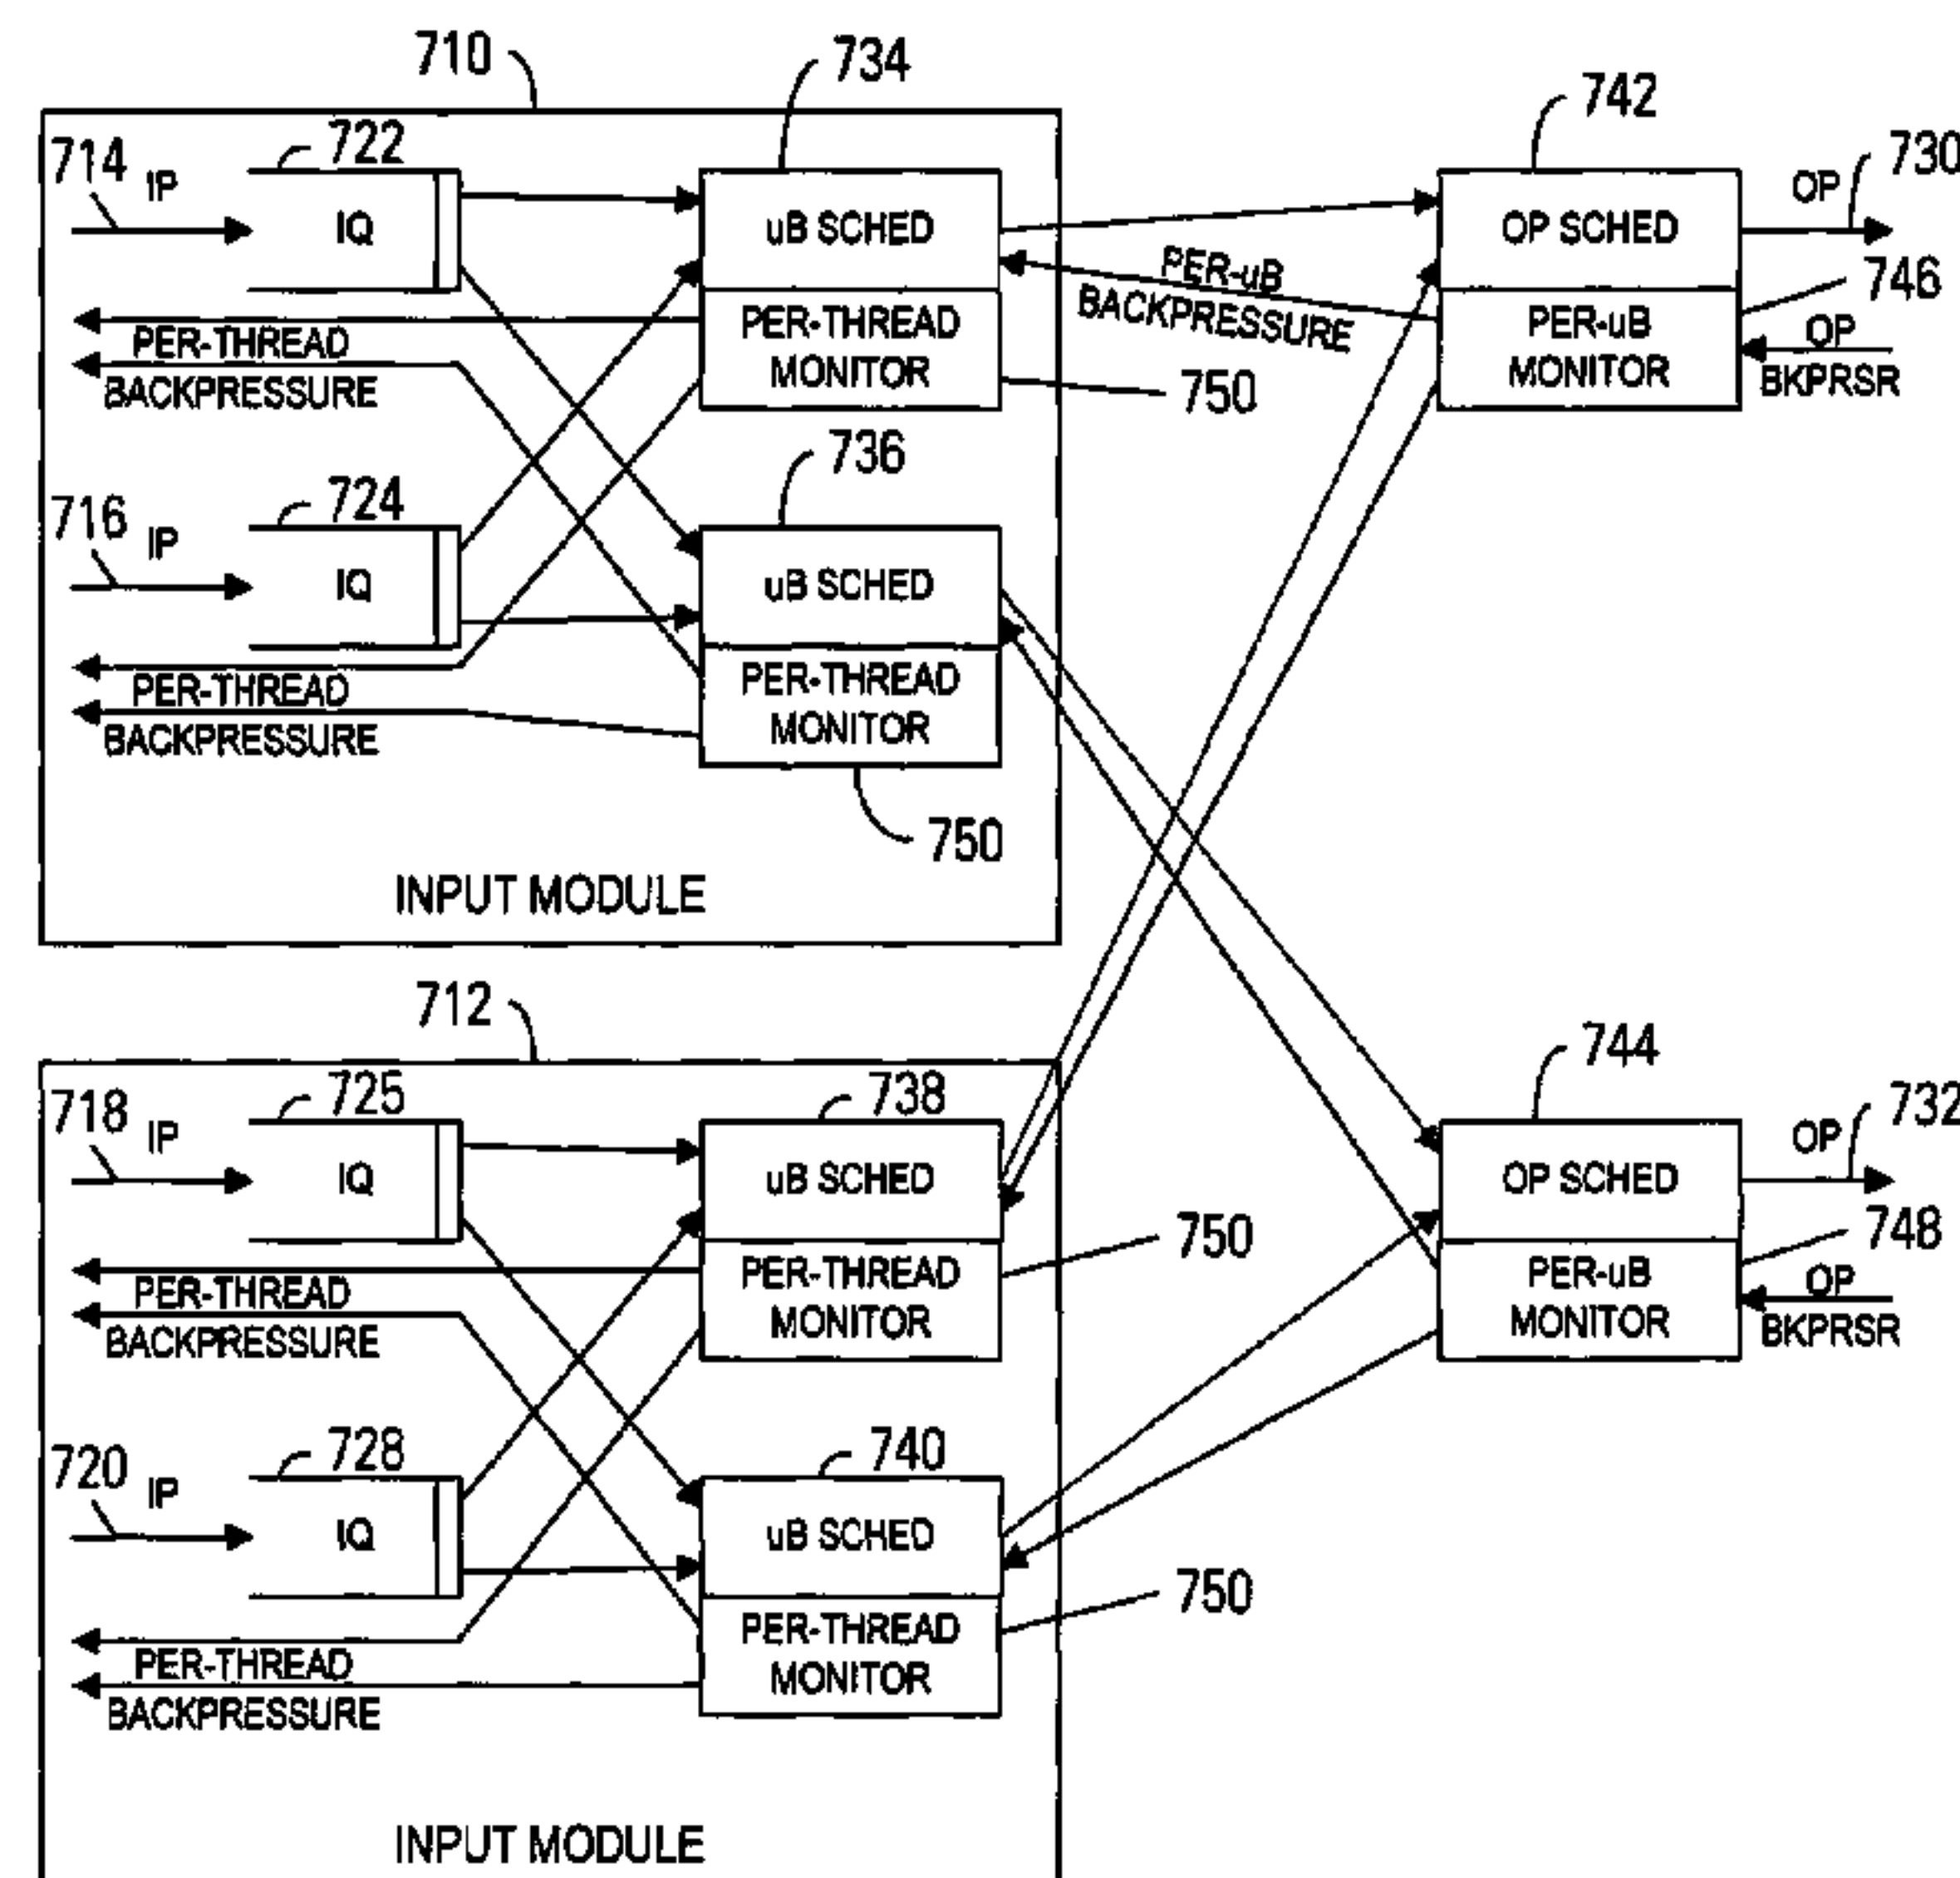 710
734
742
714
IP
722
730
OP
IQ
uB SCHED
OP SCHED
PER-uB
BACKPRESSURE
746
PER-THREAD
BACKPRESSURE
PER-THREAD
MONITOR
750
PER-uB
MONITOR
OP
BKPRSR
736
716
IP
724
IQ
uB SCHED
PER-THREAD
BACKPRESSURE
PER-THREAD
MONITOR
750
INPUT MODULE
712
744
718
IP
725
738
732
OP
IQ
uB SCHED
OP SCHED
750
748
PER-THREAD
BACKPRESSURE
PER-THREAD
MONITOR
PER-uB
MONITOR
OP
BKPRSR
720
IP
728
740
IQ
uB SCHED
750
PER-THREAD
BACKPRESSURE
PER-THREAD
MONITOR
INPUT MODULE